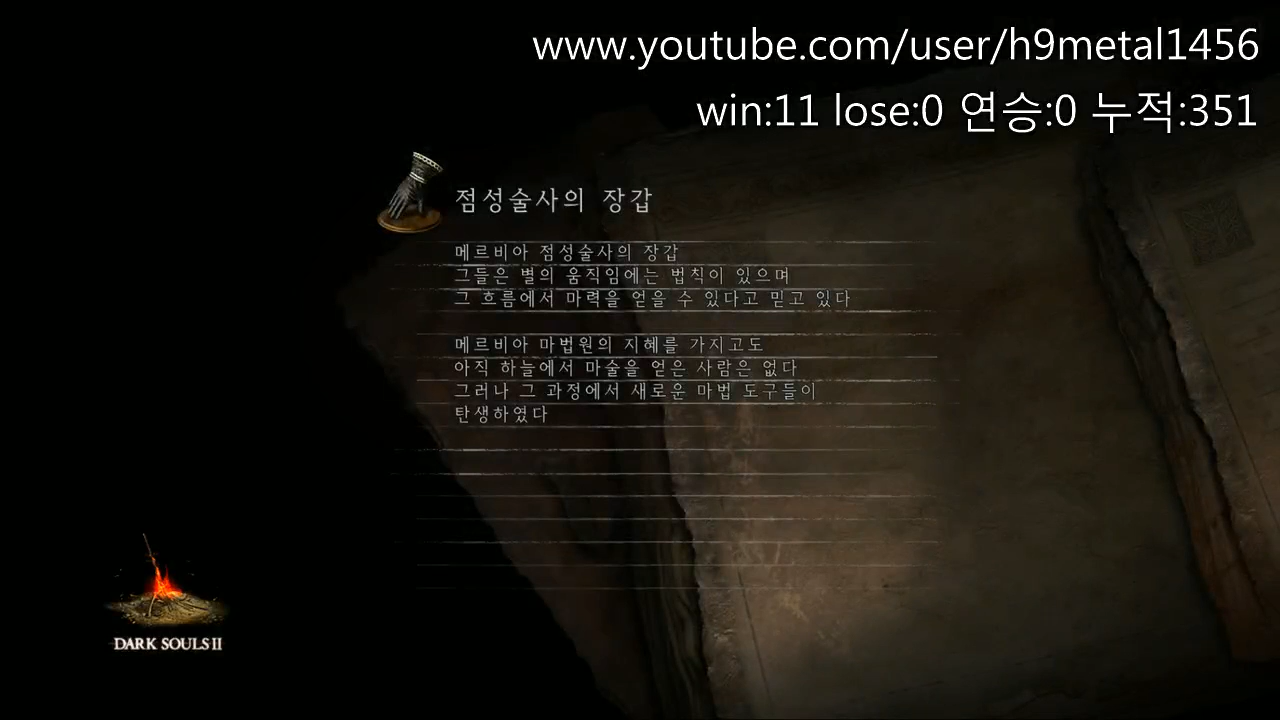 www.youtube.com/user/h9metal1456
win:11 lose:0 연승:0 누적:351
점성술사의 장갑
메르비아 점성술사의 장갑
그들은 별의 움직임에는 법칙이 있으며
그 흐름에서 마력을 얻을 수 있다고 믿고 있다
메르비아 마법원의 지혜를 가지고도
아직 하늘에서 마술을 얻은 사람은 없다
그러나 그 과정에서 새로운 마법 도구들이
탄생하였다
DARK SOULS II